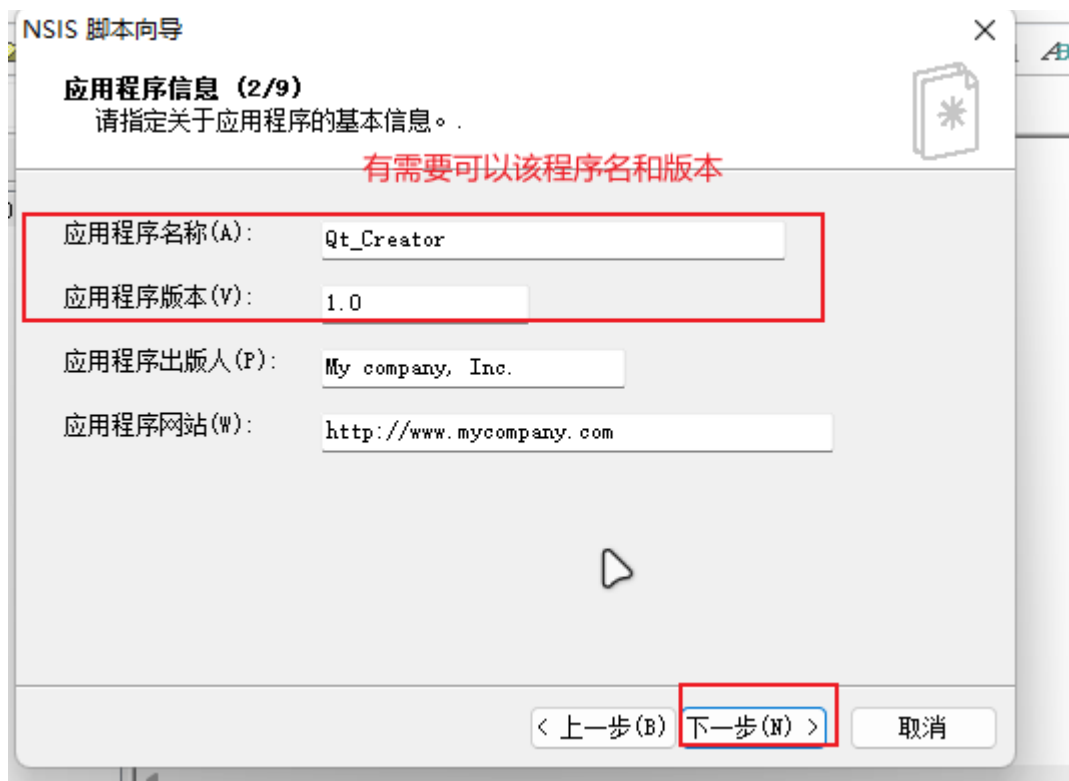 NSIS 脚本向导
应用程序信息 (2/9)
请指定关于应用程序的基本信息。.
有需要可以该程序名和版本
应用程序名称(A): Qt_Creator
应用程序版本(V): 1.0
应用程序出版人(P): My company, Inc.
应用程序网站(W): http://www.mycompany.com
< 上一步(B) 下一步(N) > 取消